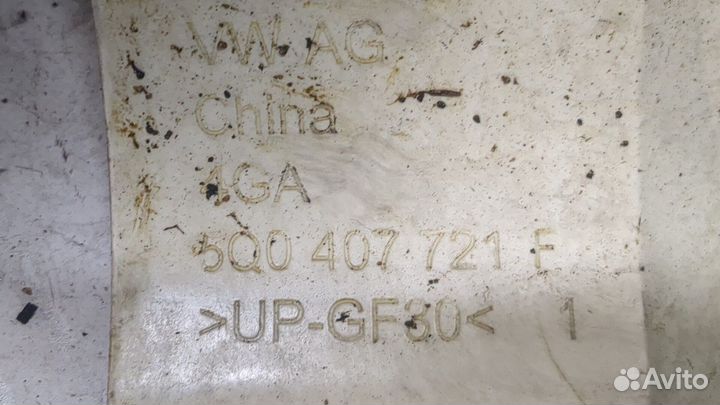 VW AG
China
4GA
5Q0 407 721 F
>UP-GF30< 1
Avito